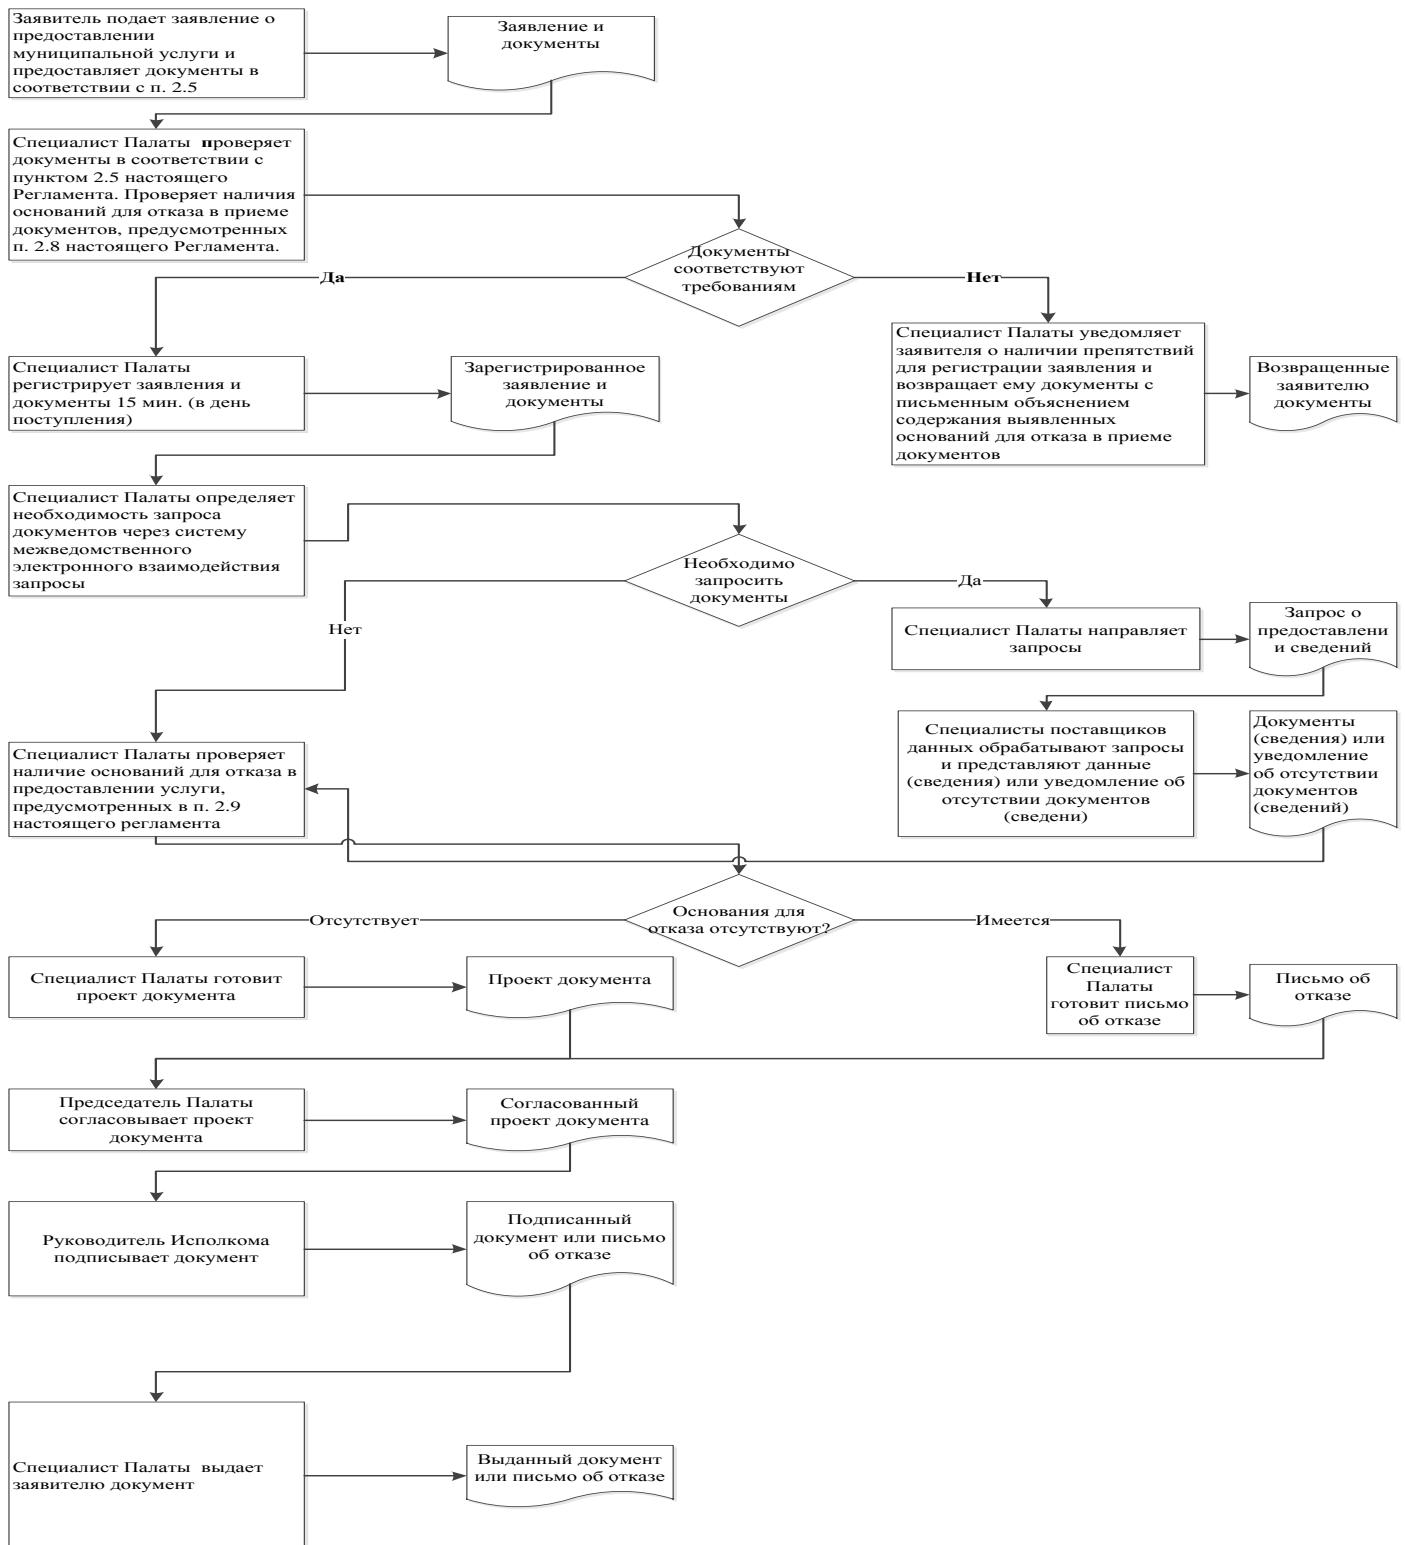 Заявитель подает заявление о
предоставлении
муниципальной услуги и
предоставляет документы в
соответствии с п. 2.5
Заявление и
документы
Специалист Палаты  проверяет
документы в соответствии с
пунктом 2.5 настоящего
Регламента. Проверяет наличия
оснований для отказа в приеме
документов, предусмотренных
п. 2.8 настоящего Регламента.
Документы
соответствуют
требованиям
Да
Нет
Специалист Палаты
регистрирует заявления и
документы 15 мин. (в день
поступления)
Зарегистрированное
заявление и
документы
Специалист Палаты уведомляет
заявителя о наличии препятствий
для регистрации заявления и
возвращает ему документы с
письменным объяснением
содержания выявленных
оснований для отказа в приеме
документов
Возвращенные
заявителю
документы
Специалист Палаты определяет
необходимость запроса
документов через систему
межведомственного
электронного взаимодействия
запросы
Необходимо
запросить
документы
Да
Нет
Специалист Палаты направляет
запросы
Запрос о
предоставлени
и сведений
Специалисты поставщиков
данных обрабатывают запросы
и представляют данные
(сведения) или уведомление об
отсутствии документов
(сведени)
Документы
(сведения) или
уведомление
об отсутствии
документов
(сведений)
Специалист Палаты проверяет
наличие оснований для отказа в
предоставлении услуги,
предусмотренных в п. 2.9
настоящего регламента
Основания для
отказа отсутствуют?
Отсутствует
Имеется
Специалист Палаты готовит
проект документа
Проект документа
Специалист
Палаты
готовит письмо
об отказе
Письмо об
отказе
Председатель Палаты
согласовывает проект
документа
Согласованный
проект документа
Руководитель Исполкома
подписывает документ
Подписанный
документ или письмо
об отказе
Специалист Палаты  выдает
заявителю документ
Выданный документ
или письмо об отказе